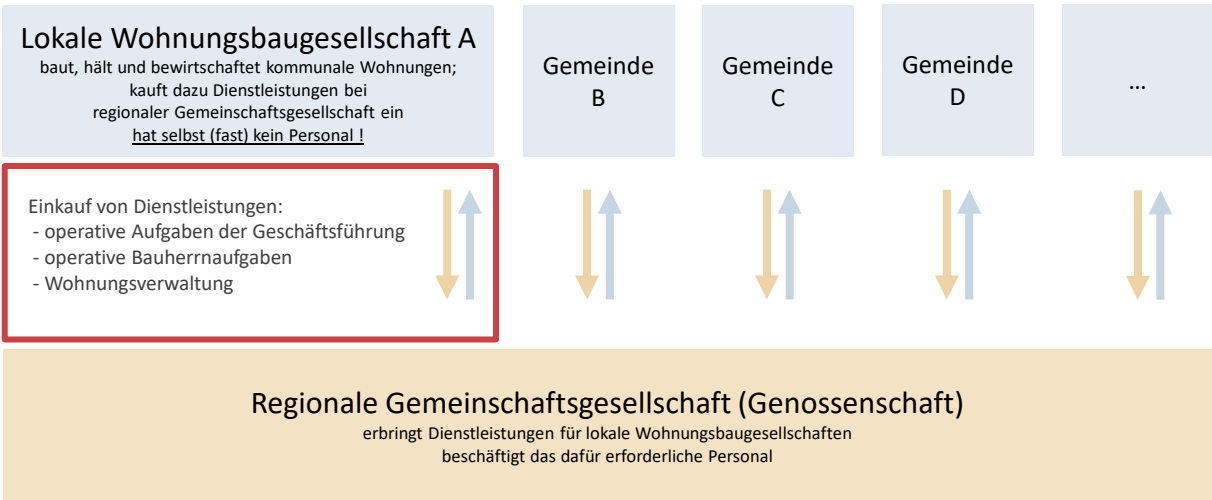 Lokale Wohnungsbaugesellschaft A
baut, hält und bewirtschaftet kommunale Wohnungen;
kauft dazu Dienstleistungen bei
regionaler Gemeinschaftsgesellschaft ein
hat selbst (fast) kein Personal !
Gemeinde
B
Gemeinde
C
Gemeinde
D
...
Einkauf von Dienstleistungen:
- operative Aufgaben der Geschäftsführung
- operative Bauherrnaufgaben
- Wohnungsverwaltung
Regionale Gemeinschaftsgesellschaft (Genossenschaft)
erbringt Dienstleistungen für lokale Wohnungsbaugesellschaften
beschäftigt das dafür erforderliche Personal